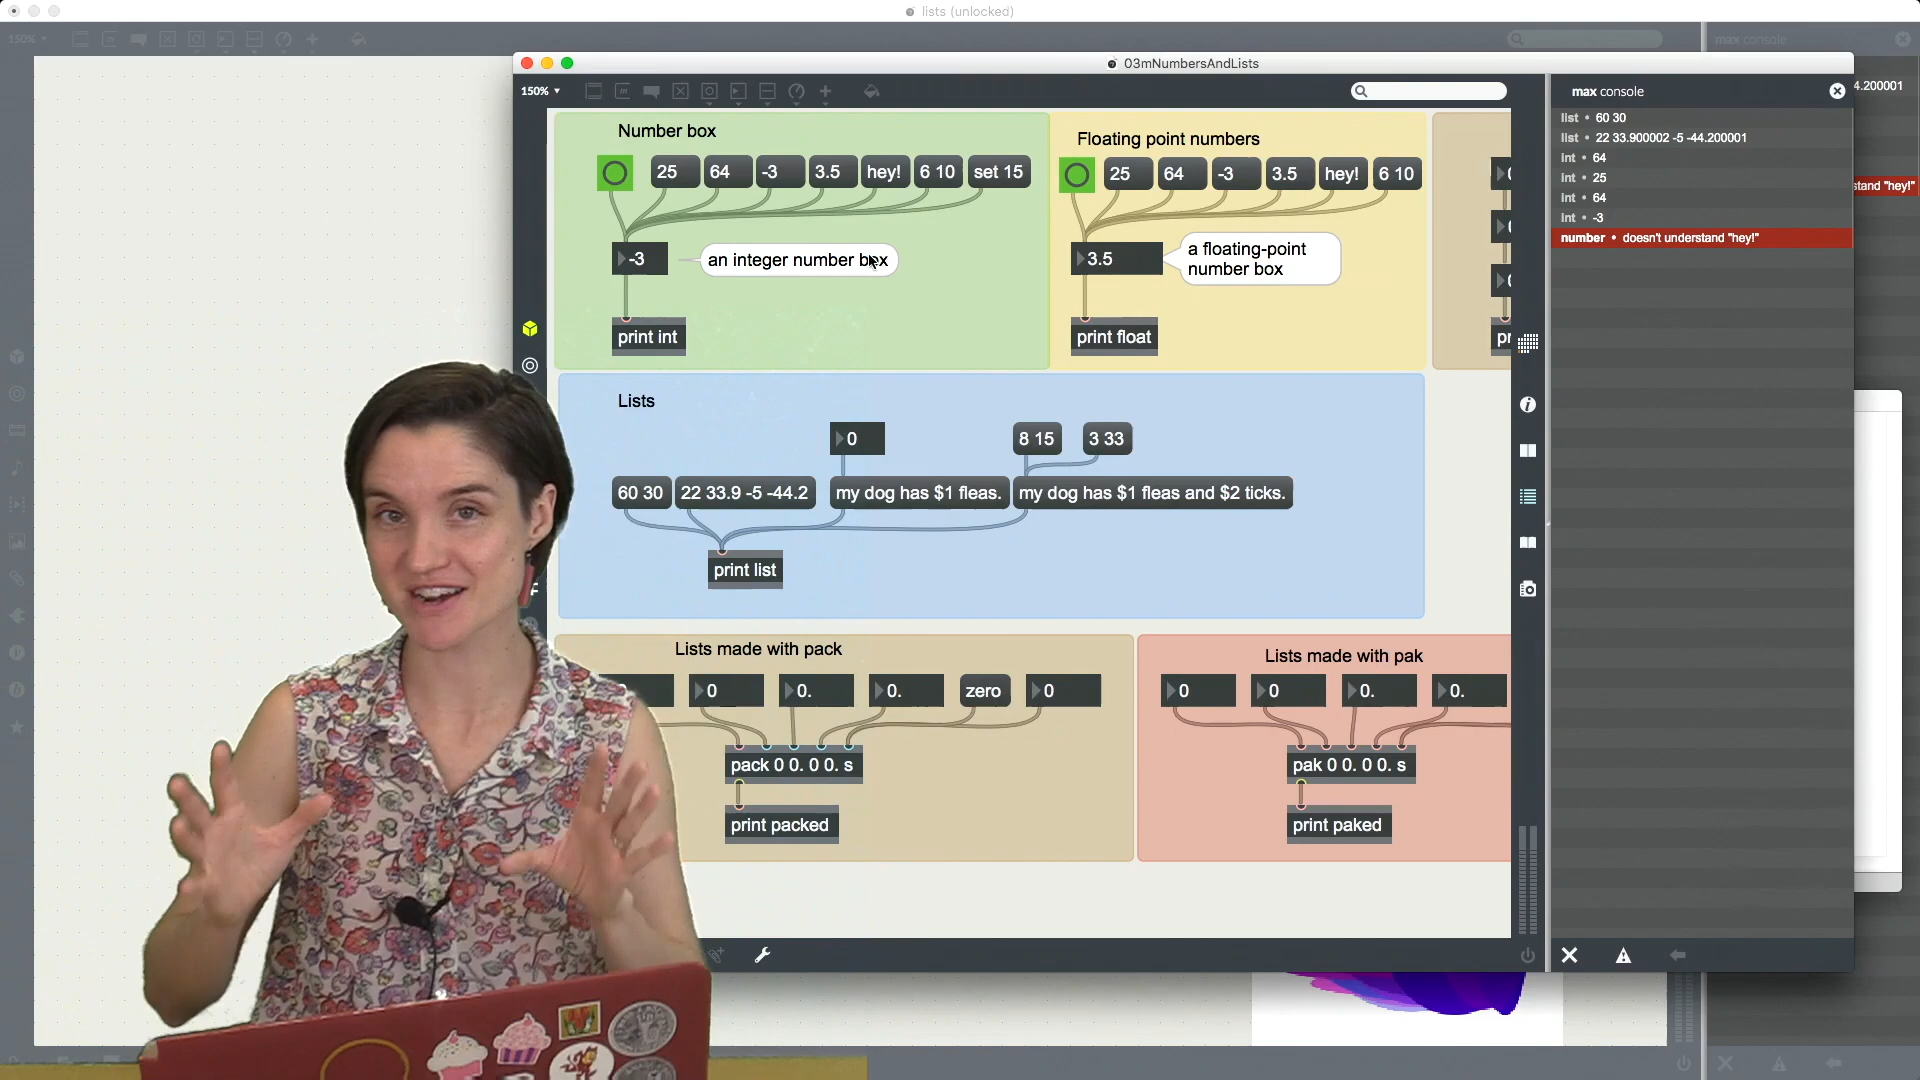 lists (unlocked)
150%
max console
03mNumbersAndLists
150%
max console
4.200001
Number box
25
64
-3
3.5
hey!
6 10
set 15
-3
an integer number box
print int
Floating point numbers
25
64
-3
3.5
hey!
6 10
3.5
a floating-point
number box
print float
Lists
0
8 15
3 33
60 30
22 33.9 -5 -44.2
my dog has $1 fleas.
my dog has $1 fleas and $2 ticks.
print list
Lists made with pack
0
0.
0.
zero
0
pack 0 0. 0 0. s
print packed
Lists made with pak
0
0
0.
0.
pak 0 0. 0 0. s
print paked
list • 60 30
list • 22 33.900002 -5 -44.200001
int • 64
int • 25
int • 64
int • -3
number • doesn't understand "hey!"
stand "hey!"